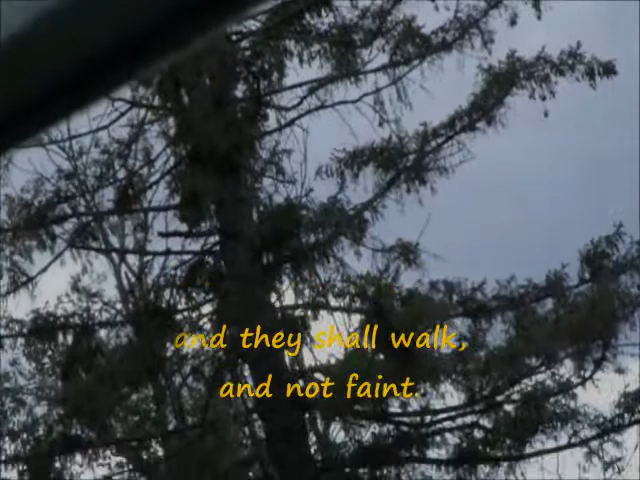 and they shall walk,
and not faint.